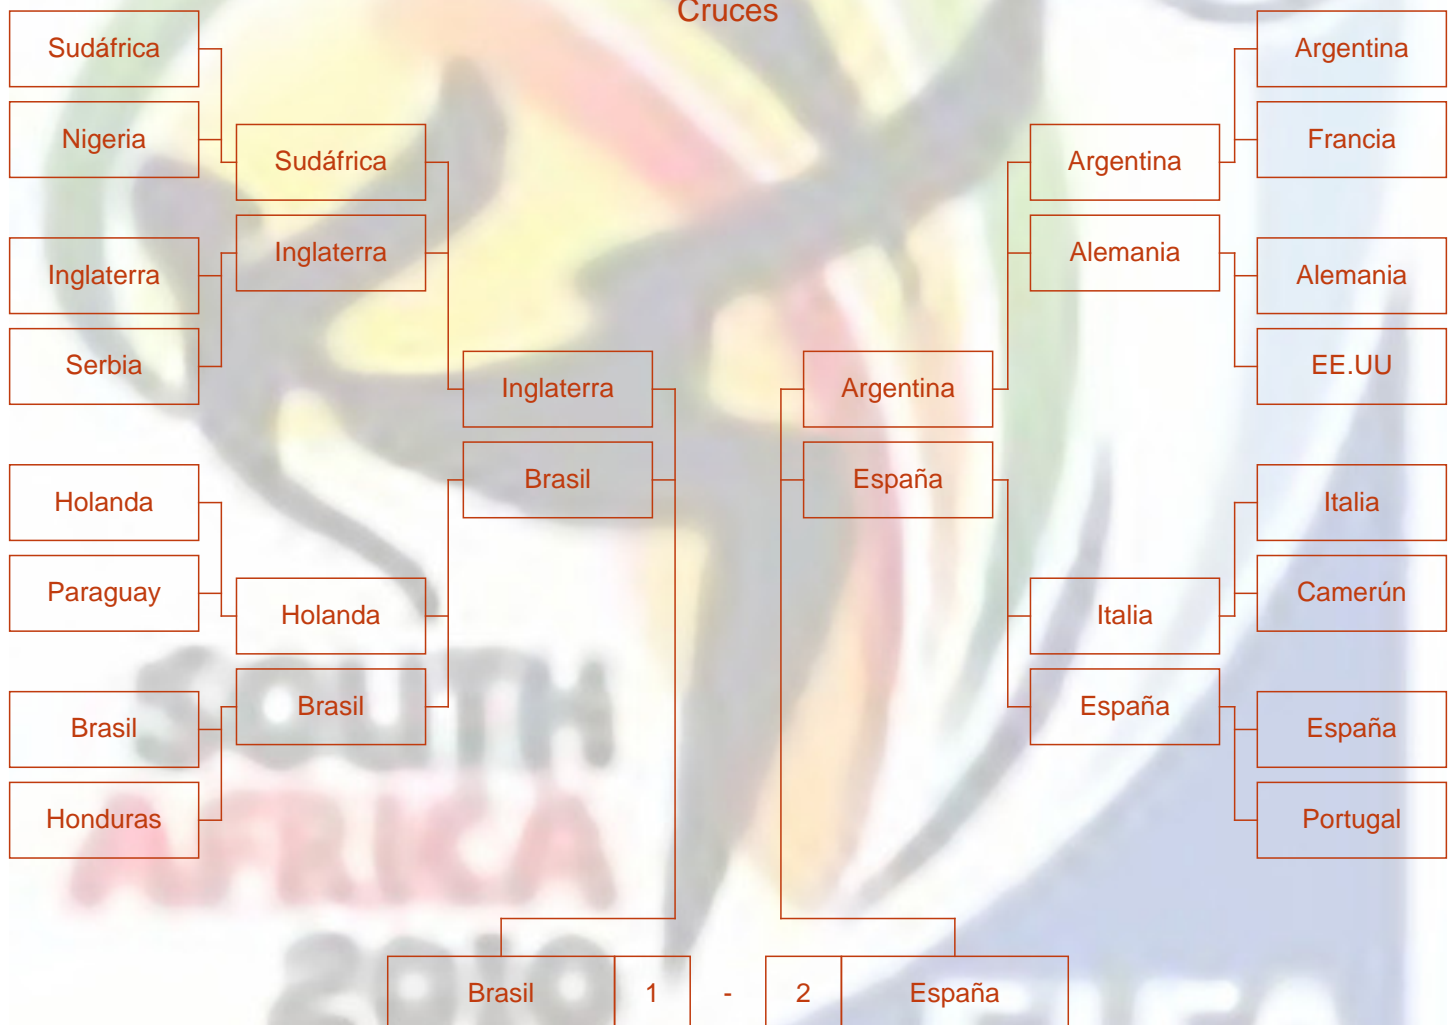 Cruces
Sudáfrica
Nigeria
Inglaterra
Serbia
Holanda
Paraguay
Brasil
Honduras
Sudáfrica
Inglaterra
Holanda
Brasil
Inglaterra
Brasil
Argentina
España
Argentina
Alemania
Italia
España
Argentina
Francia
Alemania
EE.UU
Italia
Camerún
España
Portugal
Brasil 1 - 2 España
SOUTH
AFRICA
2010
FIFA